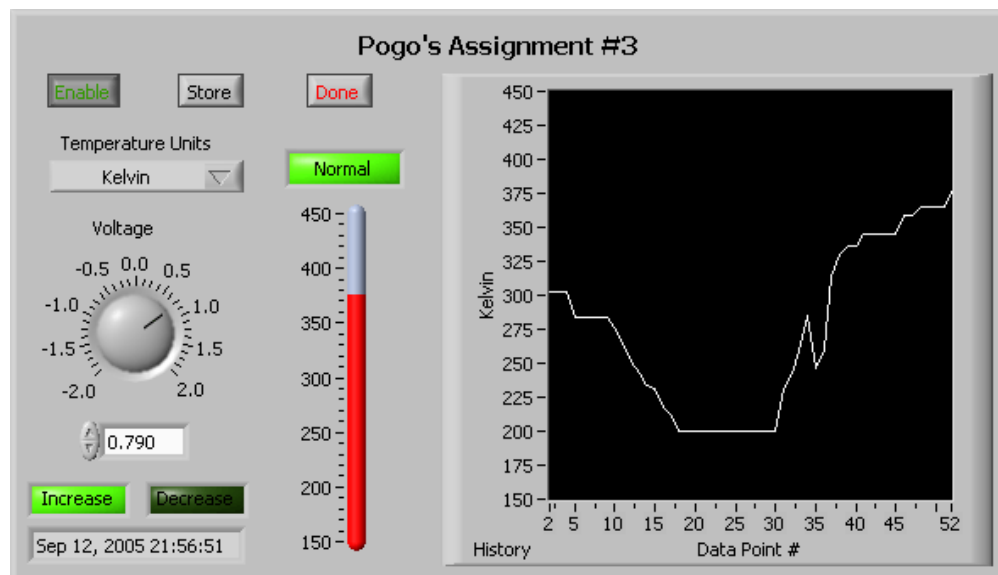 Pogo's Assignment #3
Enable Store Done
Temperature Units
Kelvin
Normal
Voltage
-0.5 0.0 0.5
-1.0 1.0
-1.5 1.5
-2.0 2.0
0.790
Increase Decrease
Sep 12, 2005 21:56:51
450
400
350
300
250
200
150
Kelvin
450
425
400
375
350
325
300
275
250
225
200
175
150
2 5 10 15 20 25 30 35 40 45 52
History Data Point #